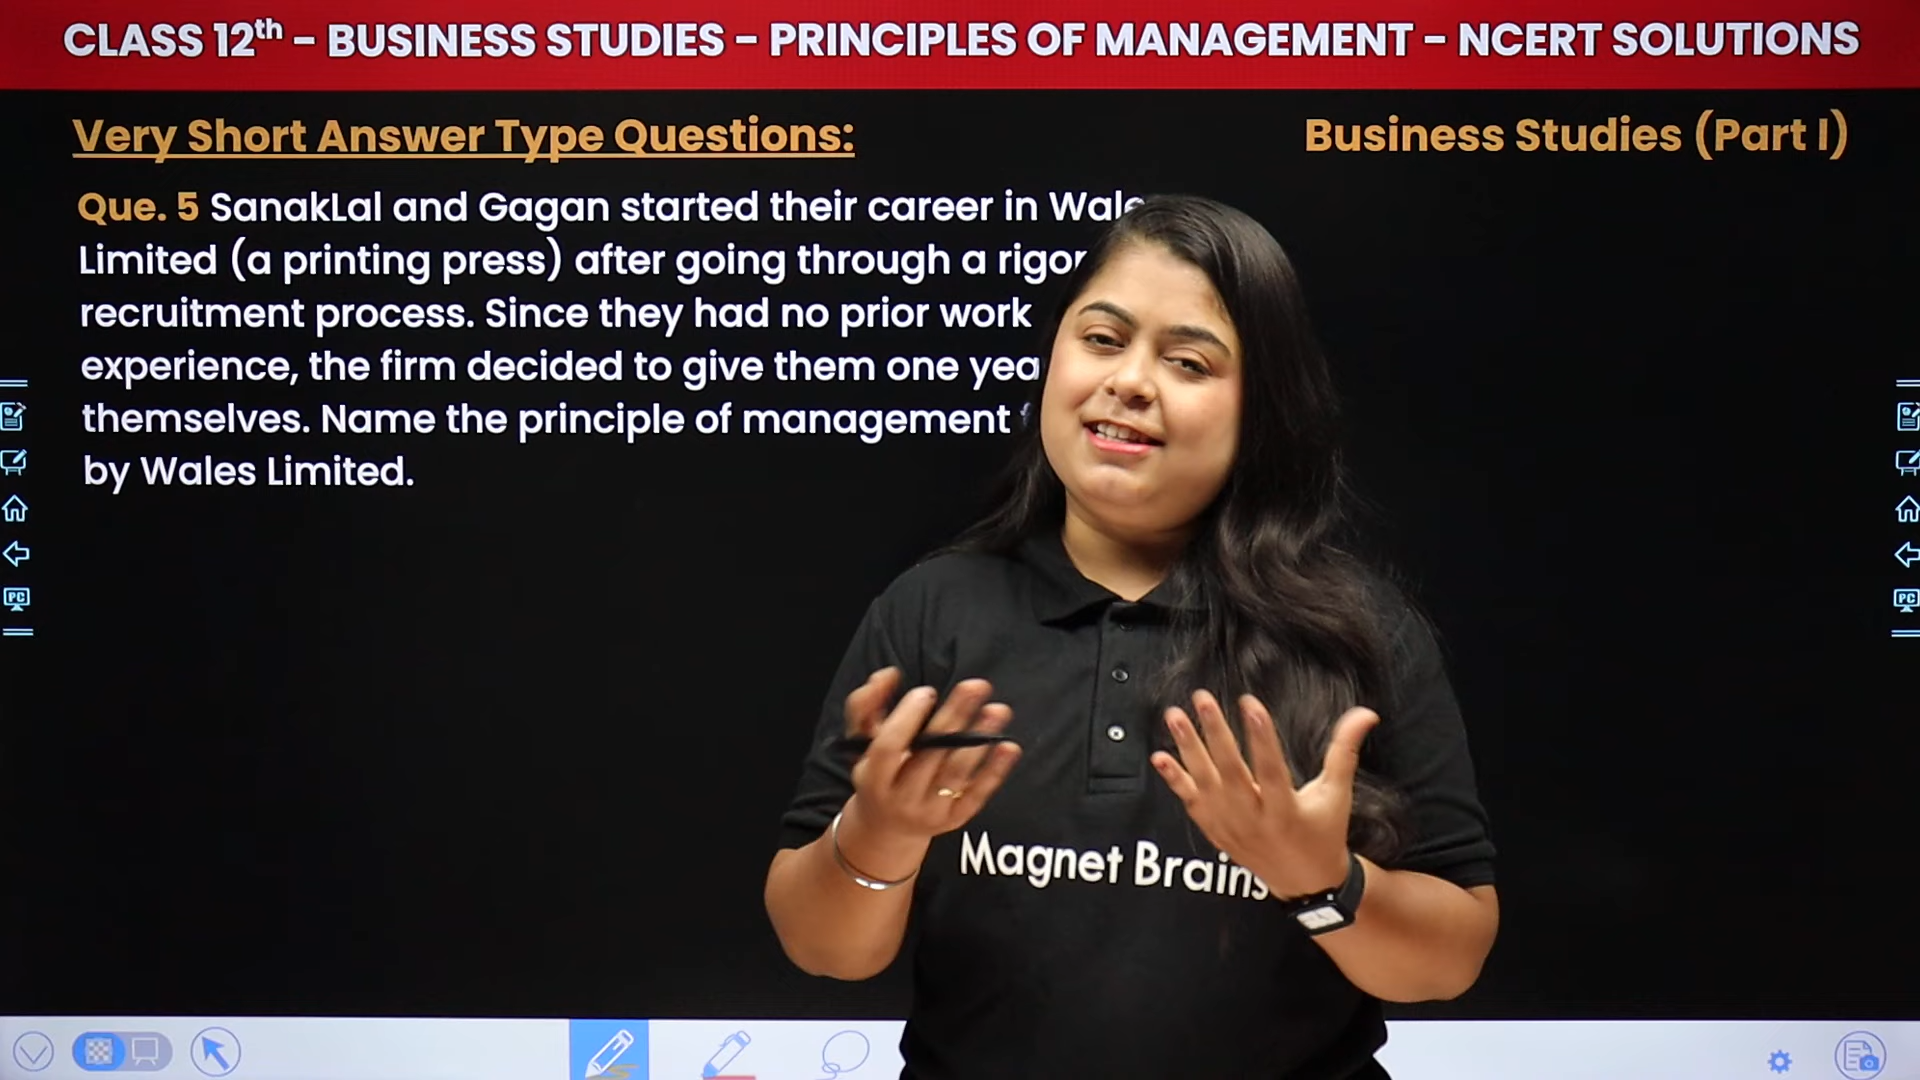 CLASS 12th – BUSINESS STUDIES – PRINCIPLES OF MANAGEMENT – NCERT SOLUTIONS
Very Short Answer Type Questions:
Business Studies (Part I)
Que. 5 SanakLal and Gagan started their career in
Limited (a printing press) after going through a
recruitment process. Since they had no prior work
experience, the firm decided to give them one
themselves. Name the principle of management
by Wales Limited.
Magnet Brains
PC
PC